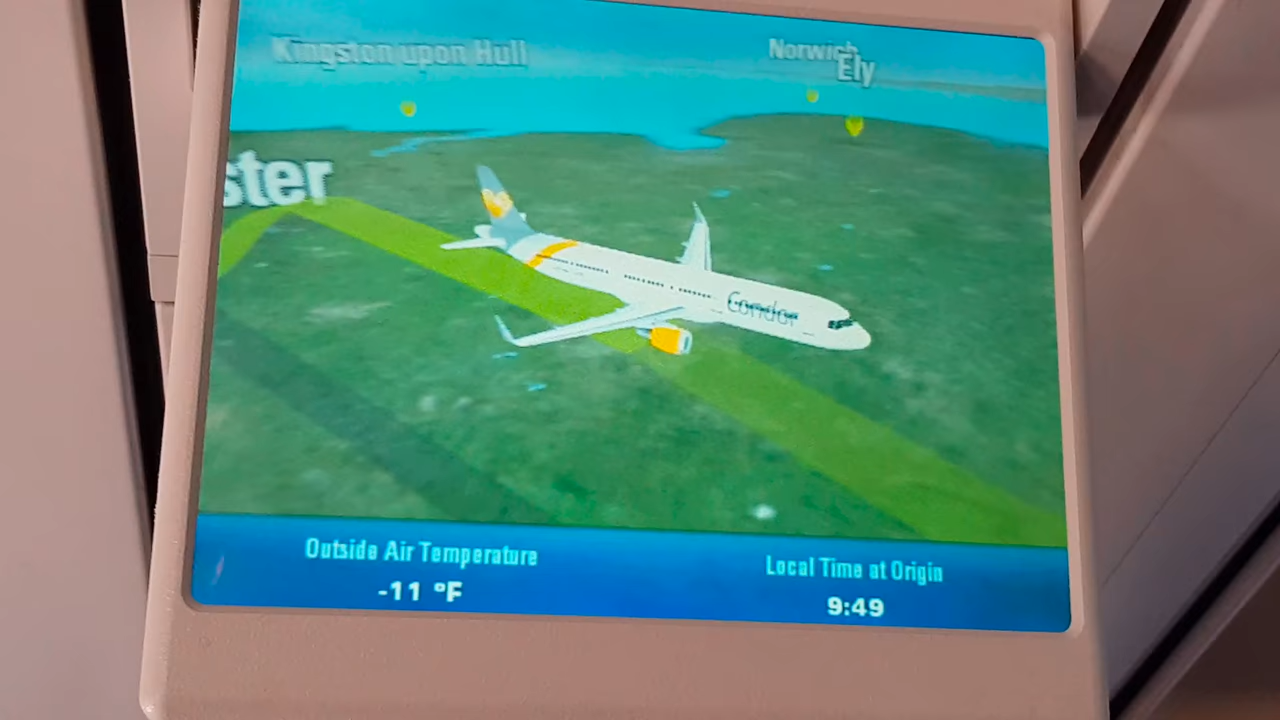 Kingston upon Hull
Norwich
Ely
ster
Condor
Outside Air Temperature
-11 °F
Local Time at Origin
9:49